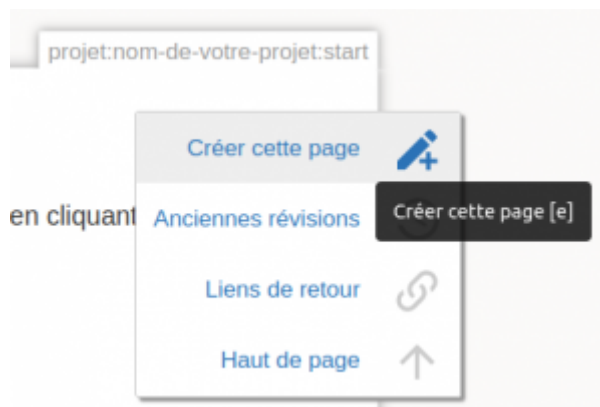 projet:nom-de-votre-projet:start
Créer cette page
Créer cette page [e]
en cliquant
Anciennes révisions
Liens de retour
Haut de page